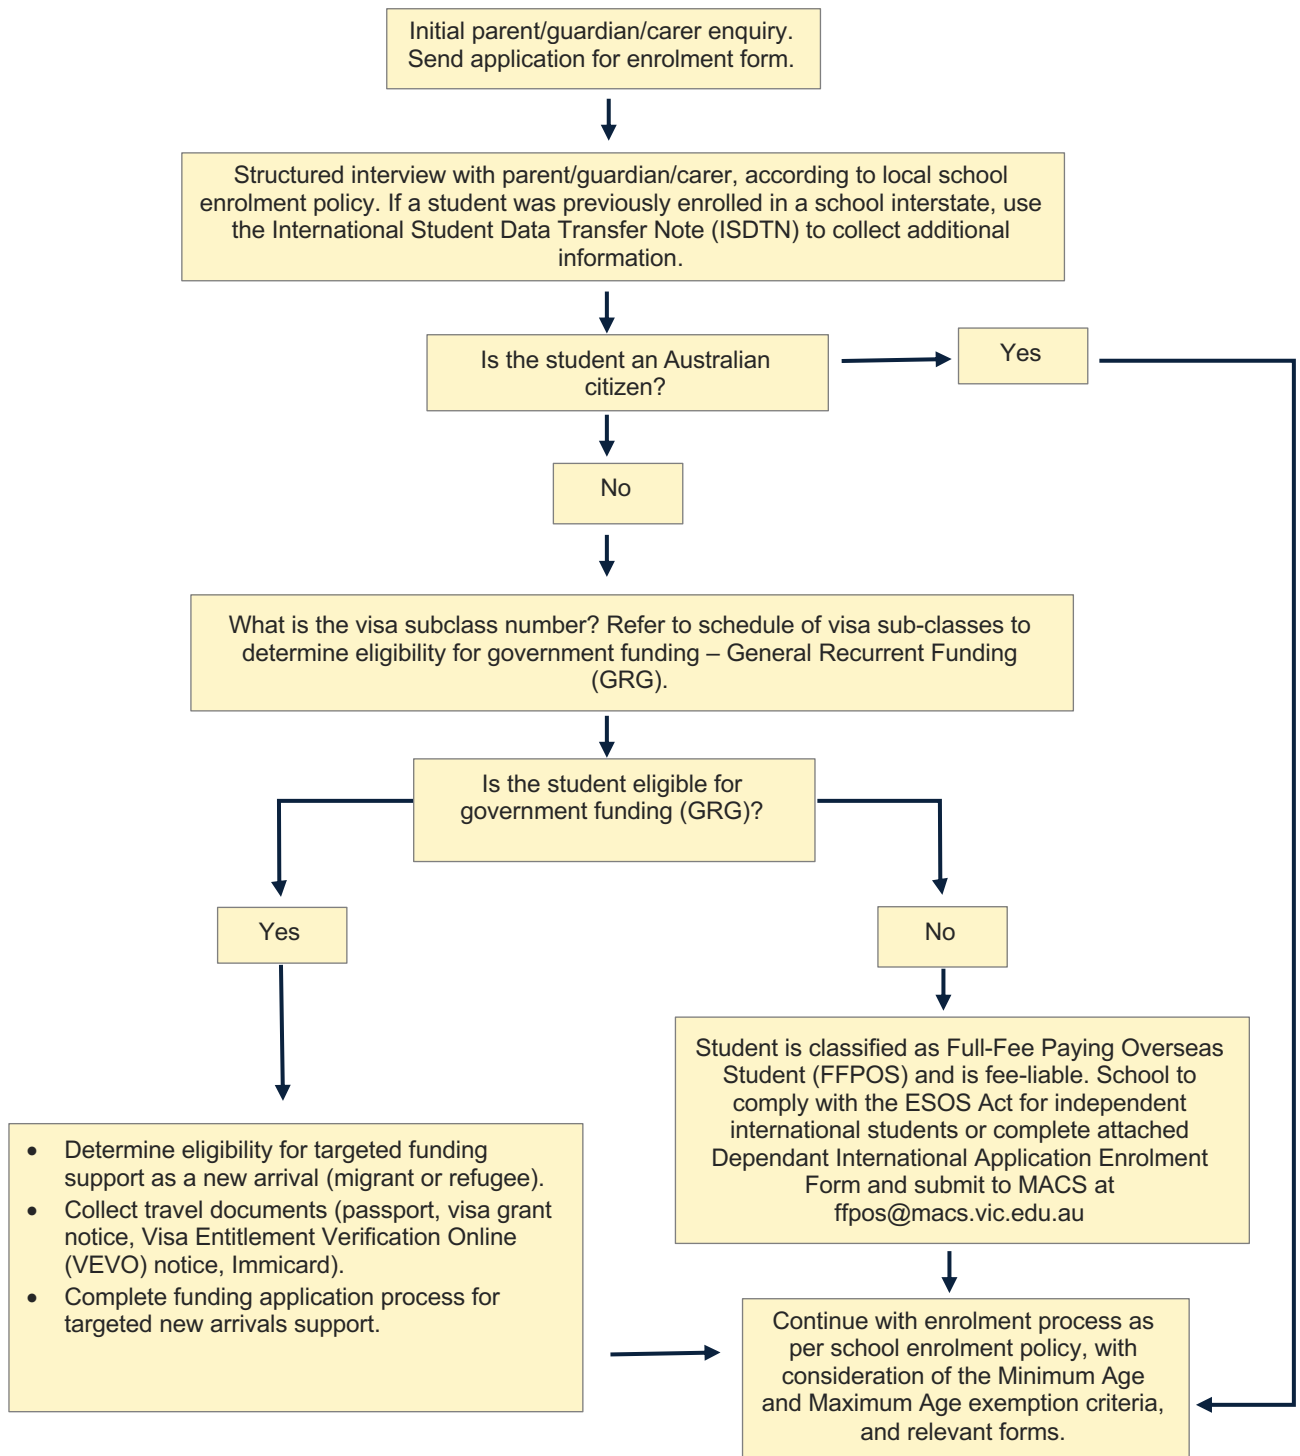 Initial parent/guardian/carer enquiry.
Send application for enrolment form.
Structured interview with parent/guardian/carer, according to local school
enrolment policy. If a student was previously enrolled in a school interstate, use
the International Student Data Transfer Note (ISDTN) to collect additional
information.
Is the student an Australian
citizen?
Yes
No
What is the visa subclass number? Refer to schedule of visa sub-classes to
determine eligibility for government funding – General Recurrent Funding
(GRG).
Is the student eligible for
government funding (GRG)?
Yes
No
Student is classified as Full-Fee Paying Overseas
Student (FFPOS) and is fee-liable. School to
comply with the ESOS Act for independent
international students or complete attached
Dependant International Application Enrolment
Form and submit to MACS at
ffpos@macs.vic.edu.au
• Determine eligibility for targeted funding
support as a new arrival (migrant or refugee).
• Collect travel documents (passport, visa grant
notice, Visa Entitlement Verification Online
(VEVO) notice, Immicard).
• Complete funding application process for
targeted new arrivals support.
Continue with enrolment process as
per school enrolment policy, with
consideration of the Minimum Age
and Maximum Age exemption criteria,
and relevant forms.